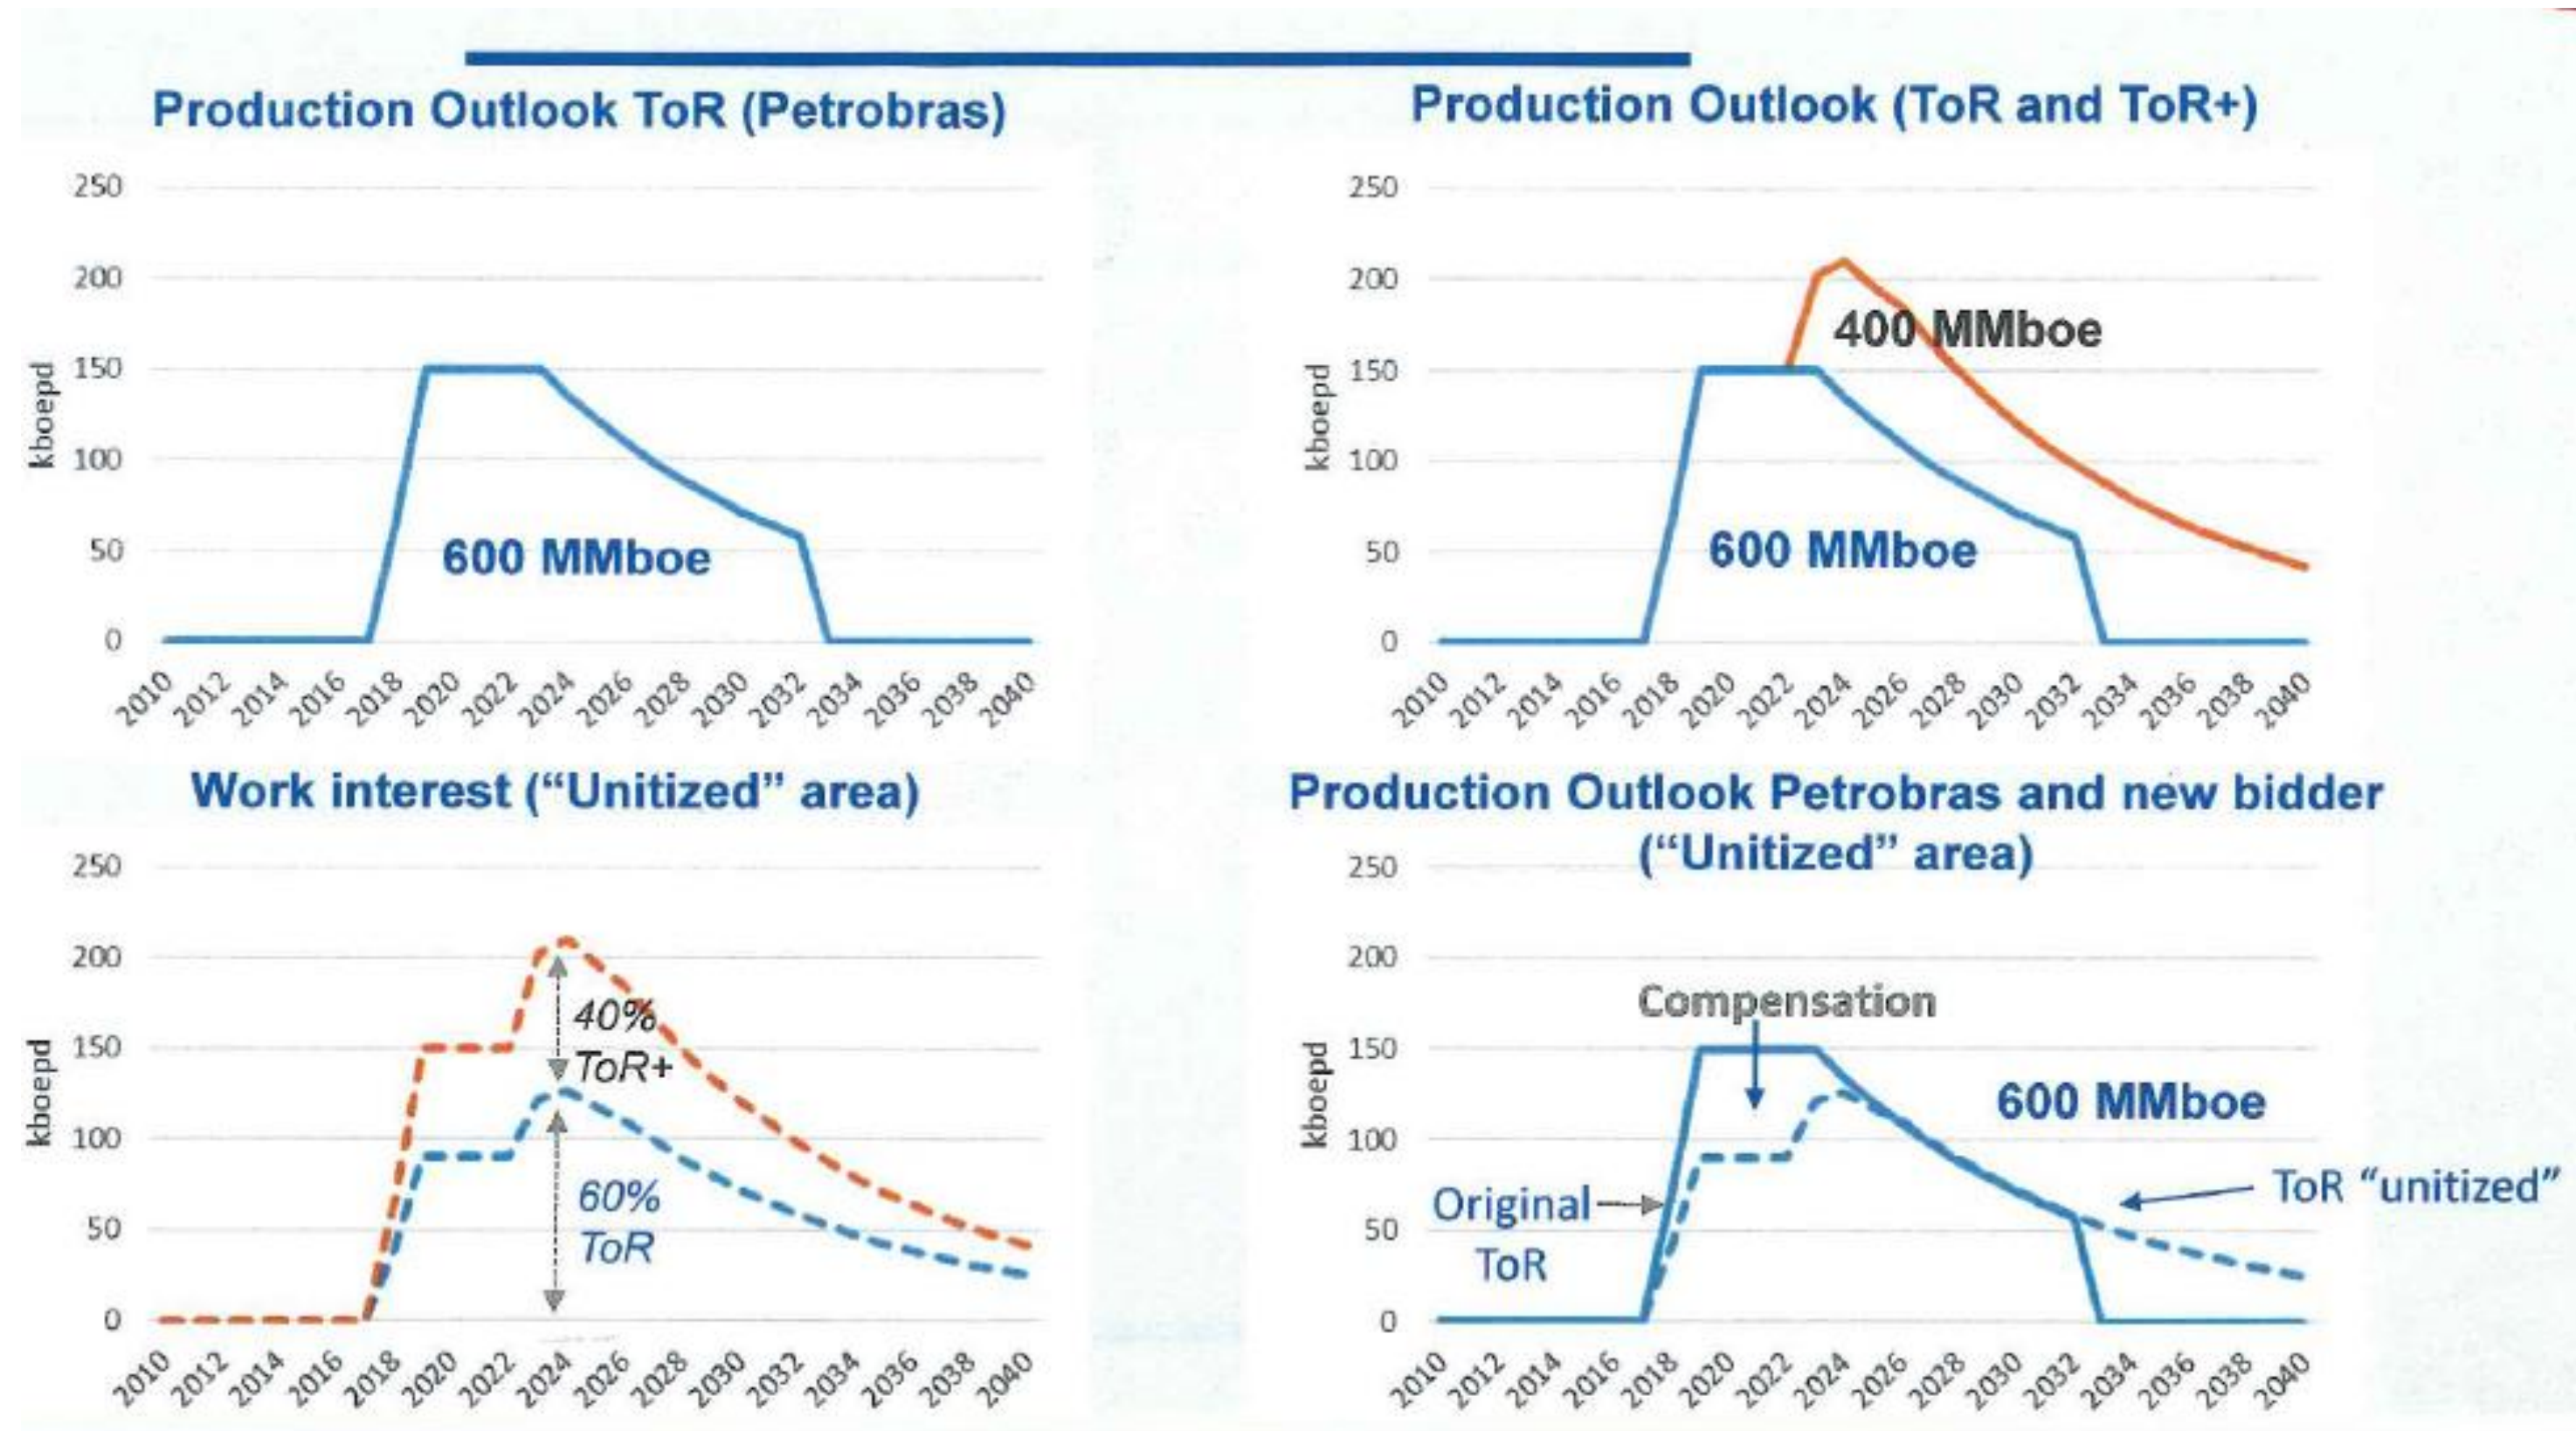 Production Outlook ToR (Petrobras)
250
200
150
100
50
0
kboepd
600 MMboe
2010 2012 2014 2016 2018 2020 2022 2024 2026 2028 2030 2032 2034 2036 2038 2040
Production Outlook (ToR and ToR+)
250
200
150
100
50
0
kboepd
400 MMboe
600 MMboe
2010 2012 2014 2016 2018 2020 2022 2024 2026 2028 2030 2032 2034 2036 2038 2040
Work interest (“Unitized” area)
250
200
150
100
50
0
kboepd
40%
ToR+
60%
ToR
2010 2012 2014 2016 2018 2020 2022 2024 2026 2028 2030 2032 2034 2036 2038 2040
Production Outlook Petrobras and new bidder
(“Unitized” area)
250
200
150
100
50
0
kboepd
Compensation
600 MMboe
Original
ToR
ToR “unitized”
2010 2012 2014 2016 2018 2020 2022 2024 2026 2028 2030 2032 2034 2036 2038 2040